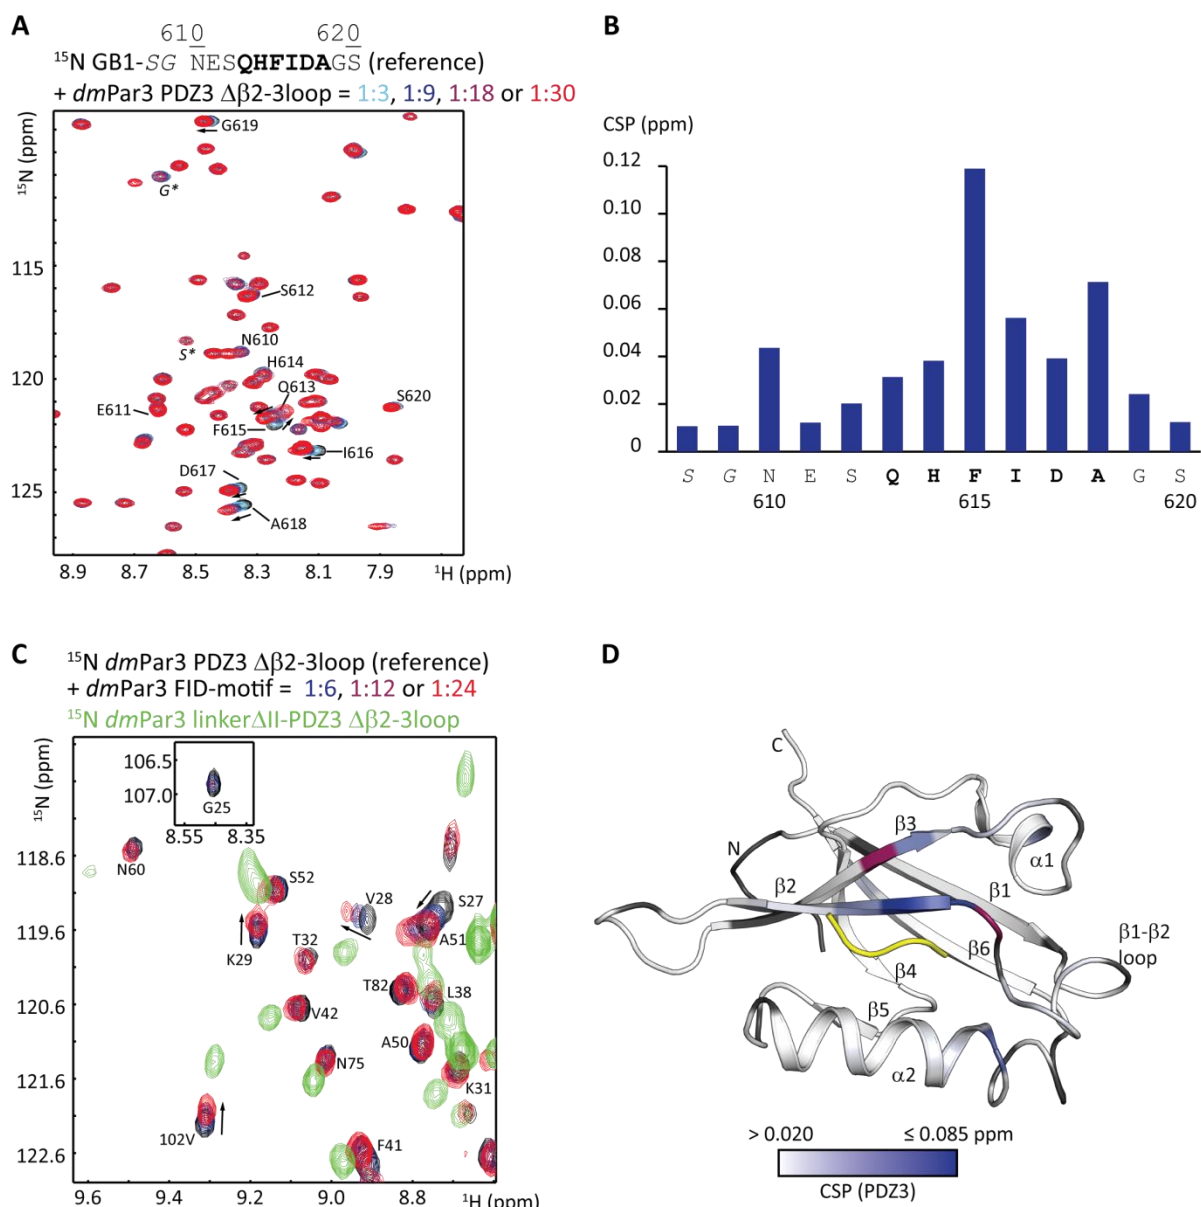 A
610 620
¹⁵N GB1-SG NESQHFIDAGS (reference)
+ dmPar3 PDZ3 Δβ2-3loop = 1:3, 1:9, 1:18 or 1:30
¹⁵N (ppm)
G619
G*
115
S612
S*
N610
H614
120
Q613
E611
S620
F615
I616
D617
125
A618
8.9 8.7 8.5 8.3 8.1 7.9 ¹H (ppm)
B
CSP (ppm)
0.12
0.10
0.08
0.06
0.04
0.02
0
S G N E S Q H F I D A G S
610 615 620
C
¹⁵N dmPar3 PDZ3 Δβ2-3loop (reference)
+ dmPar3 FID-motif = 1:6, 1:12 or 1:24
¹⁵N dmPar3 linkerΔII-PDZ3 Δβ2-3loop
¹⁵N (ppm)
106.5
107.0
G25
8.55 8.35
118.6
N60
S52
V28
S27
119.6
A51
K29
T32
T82
L38
120.6
V42
A50
N75
K31
121.6
102V
F41
122.6
9.6 9.4 9.2 9.0 8.8 ¹H (ppm)
D
C
β3
α1
N
β2
β1
β1-β2
loop
β6
β4
β5
α2
> 0.020 ≤ 0.085 ppm
CSP (PDZ3)